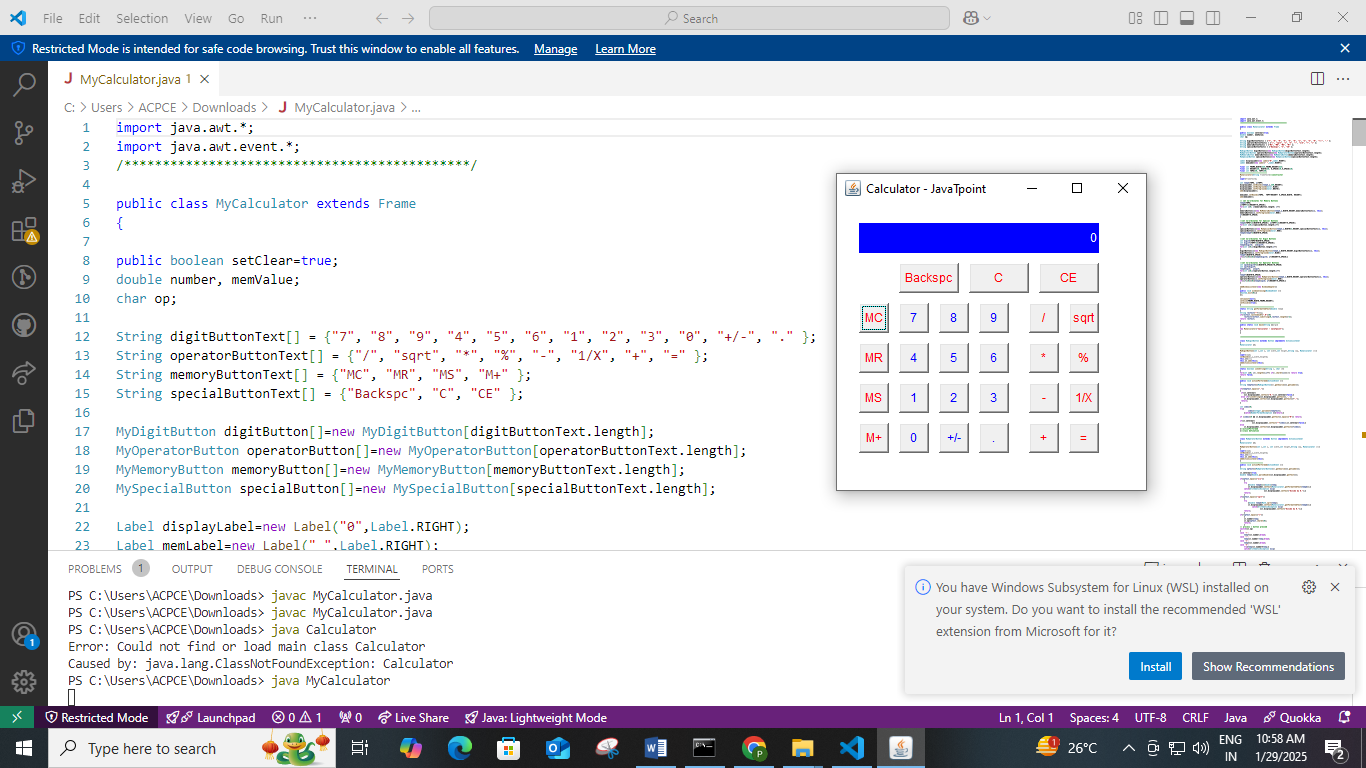 File Edit Selection View Go Run ··· Search
Restricted Mode is intended for safe code browsing. Trust this window to enable all features. Manage Learn More
J MyCalculator.java 1
C: > Users > ACPCE > Downloads > J MyCalculator.java > ...
1 import java.awt.*;
2 import java.awt.event.*;
3 /*********************************************/
4
5 public class MyCalculator extends Frame
6 {
7
8 public boolean setClear=true;
9 double number, memValue;
10 char op;
11
12 String digitButtonText[] = {"7", "8", "9", "4", "5", "6", "1", "2", "3", "0", "+/-", "." };
13 String operatorButtonText[] = {"/", "sqrt", "*", "%", "-", "1/X", "+", "=" };
14 String memoryButtonText[] = {"MC", "MR", "MS", "M+" };
15 String specialButtonText[] = {"Backspc", "C", "CE" };
16
17 MyDigitButton digitButton[]=new MyDigitButton[digitButtonText.length];
18 MyOperatorButton operatorButton[]=new MyOperatorButton[operatorButtonText.length];
19 MyMemoryButton memoryButton[]=new MyMemoryButton[memoryButtonText.length];
20 MySpecialButton specialButton[]=new MySpecialButton[specialButtonText.length];
21
22 Label displayLabel=new Label("0",Label.RIGHT);
23 Label memLabel=new Label(" ",Label.RIGHT);
Calculator - JavaTpoint
0
Backspc C CE
MC 7 8 9 / sqrt
MR 4 5 6 * %
MS 1 2 3 - 1/X
M+ 0 +/- . + =
PROBLEMS 1 OUTPUT DEBUG CONSOLE TERMINAL PORTS
PS C:\Users\ACPCE\Downloads> javac MyCalculator.java
PS C:\Users\ACPCE\Downloads> javac MyCalculator.java
PS C:\Users\ACPCE\Downloads> java Calculator
Error: Could not find or load main class Calculator
Caused by: java.lang.ClassNotFoundException: Calculator
PS C:\Users\ACPCE\Downloads> java MyCalculator
You have Windows Subsystem for Linux (WSL) installed on
your system. Do you want to install the recommended 'WSL'
extension from Microsoft for it?
Install Show Recommendations
1
Restricted Mode Launchpad 0 1 0 Live Share Java: Lightweight Mode Ln 1, Col 1 Spaces: 4 UTF-8 CRLF Java Quokka
Type here to search 1 26°C ENG 10:58 AM
IN 1/29/2025 2